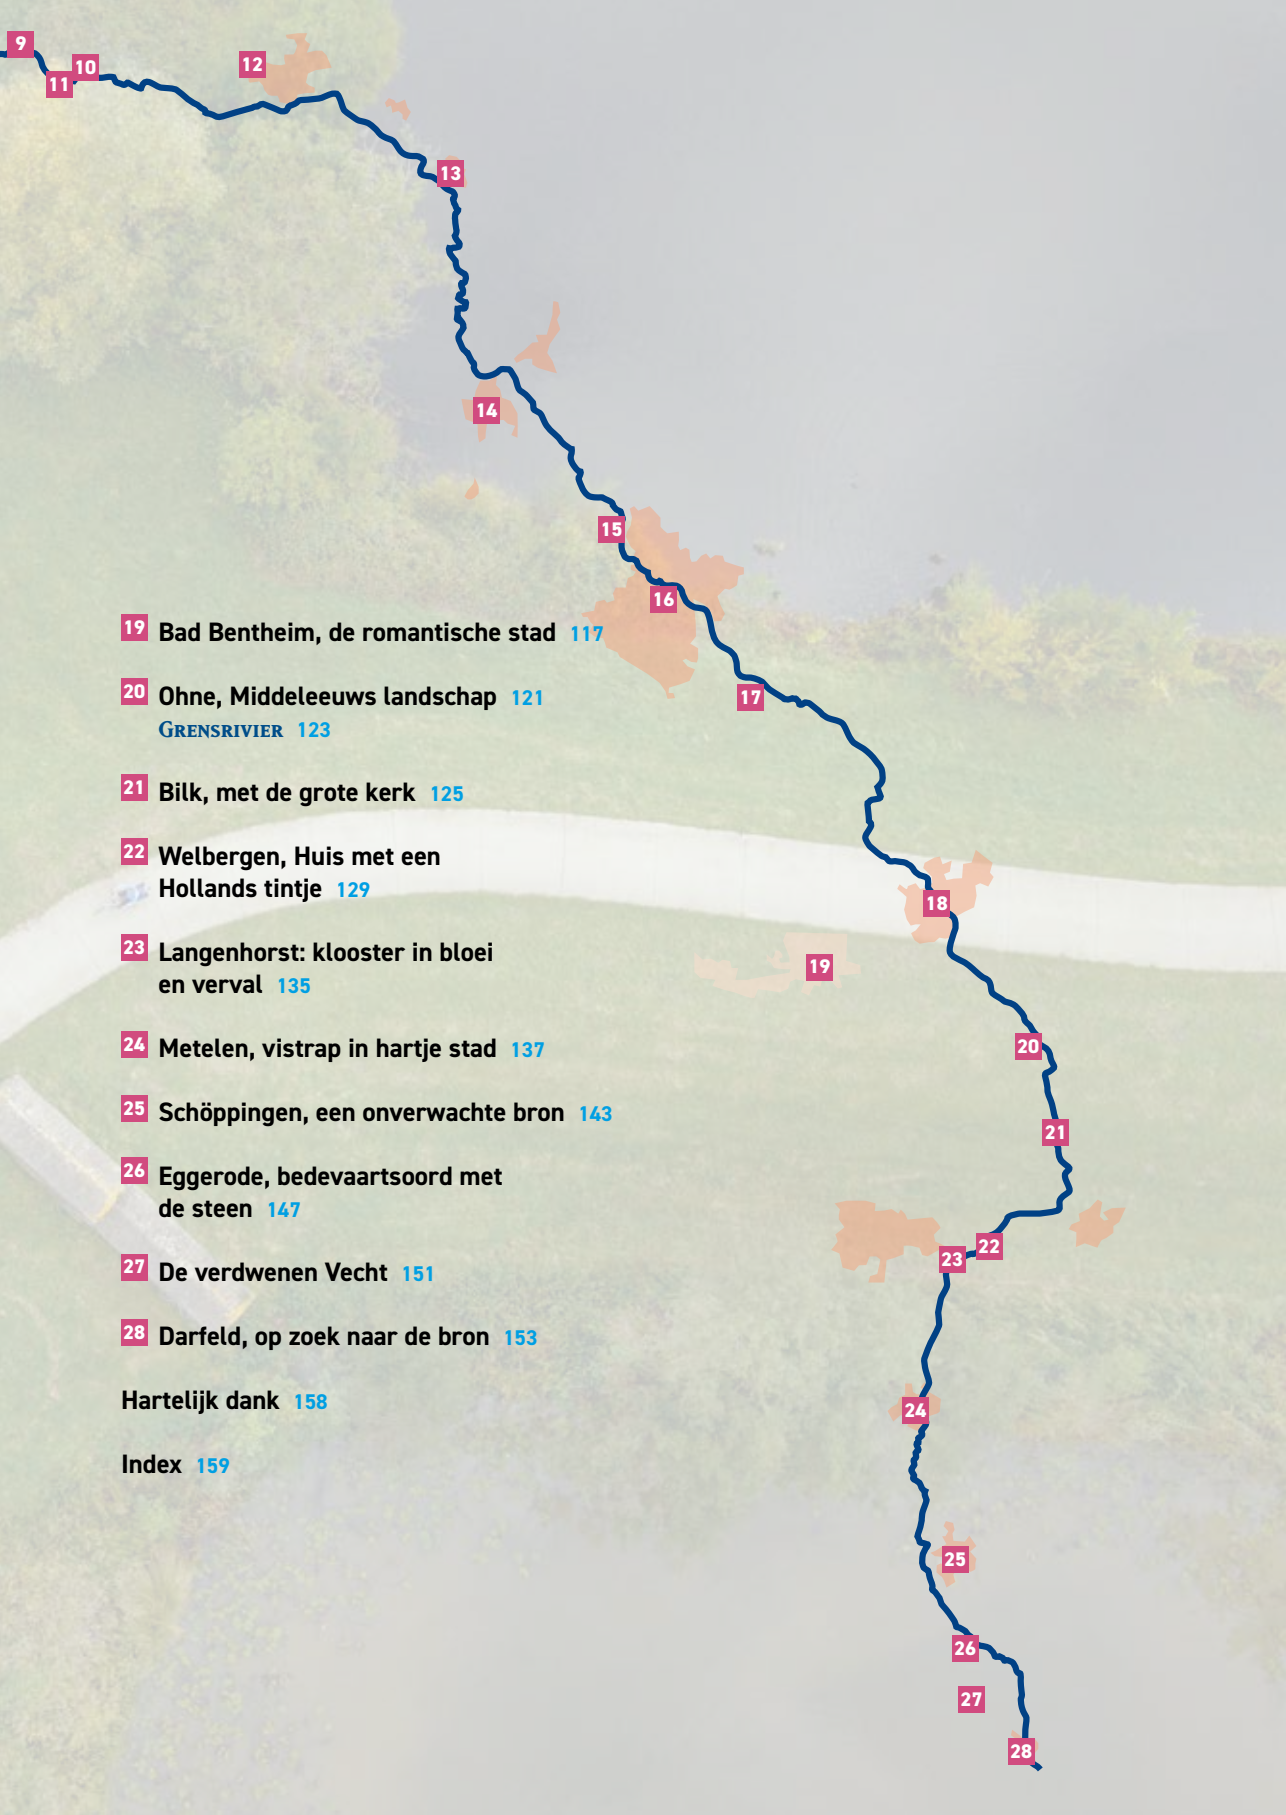 9
10
11
12
13
14
15
16
19 Bad Bentheim, de romantische stad 117
17
20 Ohne, Middeleeuws landschap 121
GRENSRIVIER 123
21 Bilk, met de grote kerk 125
22 Welbergen, Huis met een
Hollands tintje 129
18
23 Langenhorst: klooster in bloei
en verval 135
19
24 Metelen, vistrap in hartje stad 137
20
25 Schöppingen, een onverwachte bron 143
21
26 Eggerode, bedevaartsoord met
de steen 147
22
23
27 De verdwenen Vecht 151
28 Darfeld, op zoek naar de bron 153
Hartelijk dank 158
24
Index 159
25
26
27
28